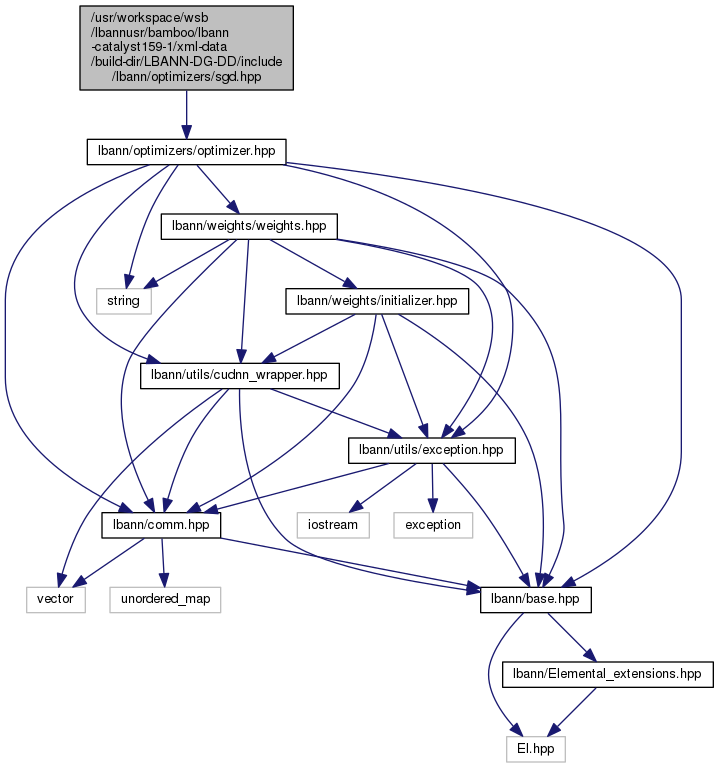 /usr/workspace/wsb
/lbannusr/bamboo/lbann
-catalyst159-1/xml-data
/build-dir/LBANN-DG-DD/include
/lbann/optimizers/sgd.hpp
lbann/optimizers/optimizer.hpp
lbann/weights/weights.hpp
string
lbann/weights/initializer.hpp
lbann/utils/cudnn_wrapper.hpp
lbann/utils/exception.hpp
lbann/comm.hpp
iostream
exception
vector
unordered_map
lbann/base.hpp
lbann/Elemental_extensions.hpp
El.hpp